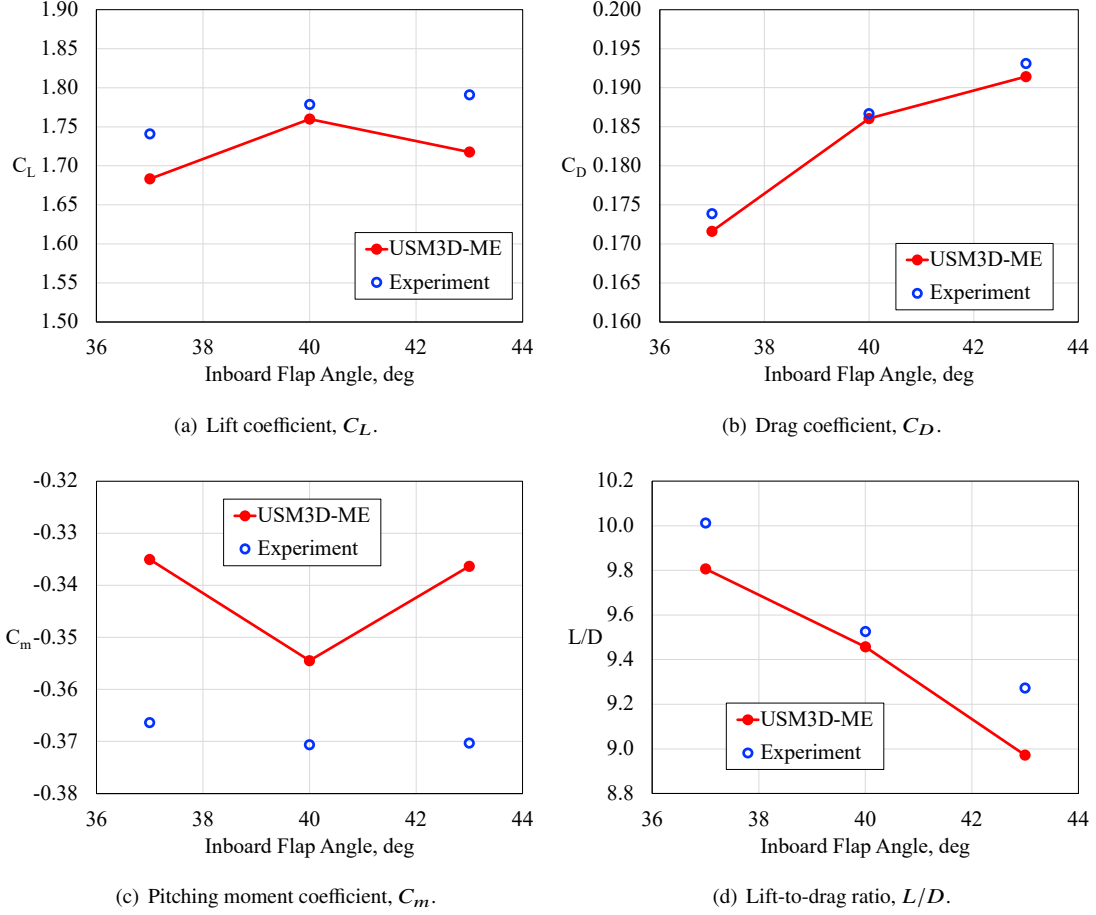 1.90
1.85
1.80
1.75
C_L 1.70
1.65
1.60
1.55
1.50
USM3D-ME
Experiment
36 38 40 42 44
Inboard Flap Angle, deg
(a) Lift coefficient, C_L.
0.200
0.195
0.190
0.185
C_D 0.180
0.175
0.170
0.165
0.160
USM3D-ME
Experiment
36 38 40 42 44
Inboard Flap Angle, deg
(b) Drag coefficient, C_D.
-0.32
-0.33
-0.34
C_m -0.35
-0.36
-0.37
-0.38
USM3D-ME
Experiment
36 38 40 42 44
Inboard Flap Angle, deg
(c) Pitching moment coefficient, C_m.
10.2
10.0
9.8
9.6
L/D
9.4
9.2
9.0
8.8
USM3D-ME
Experiment
36 38 40 42 44
Inboard Flap Angle, deg
(d) Lift-to-drag ratio, L/D.